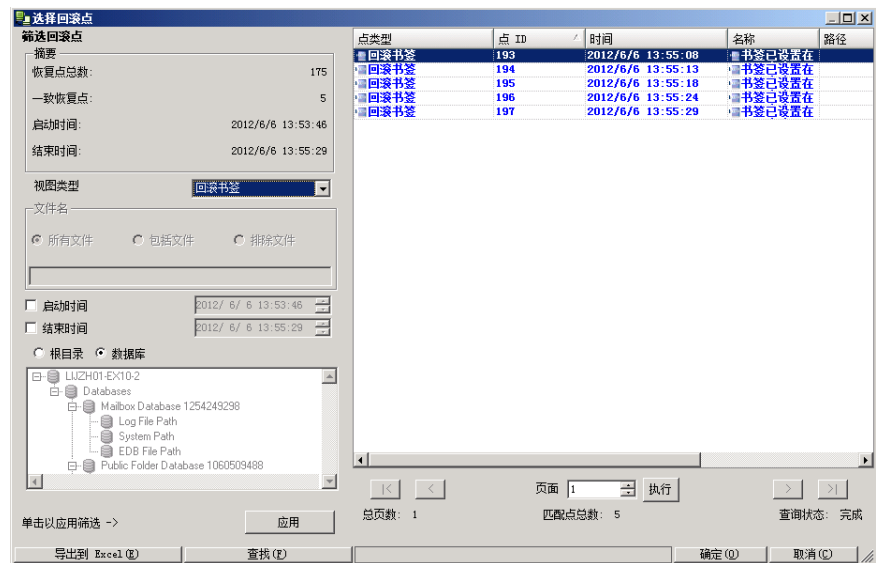 选择回滚点
筛选回滚点
摘要
恢复点总数: 175
一致恢复点: 5
启动时间: 2012/6/6 13:53:46
结束时间: 2012/6/6 13:55:29
视图类型 回滚书签
文件名
所有文件 包括文件 排除文件
启动时间 2012/ 6/ 6 13:53:46
结束时间 2012/ 6/ 6 13:55:29
根目录 数据库
LIJZH01-EX10-2
Databases
Mailbox Database 1254249298
Log File Path
System Path
EDB File Path
Public Folder Database 1060509488
单击以应用筛选 -> 应用
导出到 Excel(E) 查找(F)
点类型 点 ID 时间 名称 路径
回滚书签 193 2012/6/6 13:55:08 书签已设置在
回滚书签 194 2012/6/6 13:55:13 书签已设置在
回滚书签 195 2012/6/6 13:55:18 书签已设置在
回滚书签 196 2012/6/6 13:55:24 书签已设置在
回滚书签 197 2012/6/6 13:55:29 书签已设置在
|< < 页面 1 执行 > >|
总页数: 1 匹配点总数: 5 查询状态: 完成
确定(O) 取消(C)